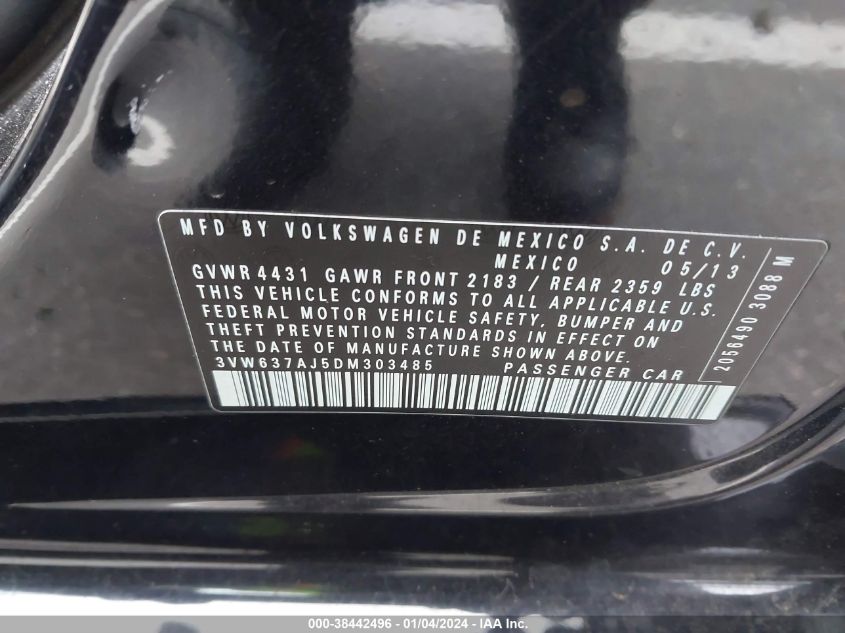 MFD BY VOLKSWAGEN DE MEXICO S.A. DE C.V.
MEXICO 05/13
GVWR 4431 GAWR FRONT 2183 / REAR 2359 LBS
THIS VEHICLE CONFORMS TO ALL APPLICABLE U.S.
FEDERAL MOTOR VEHICLE SAFETY, BUMPER AND
THEFT PREVENTION STANDARDS IN EFFECT ON
THE DATE OF MANUFACTURE SHOWN ABOVE.
3VW637AJ5DM303485 PASSENGER CAR
2056490 3088 M
000-38442496 - 01/04/2024 - IAA Inc.